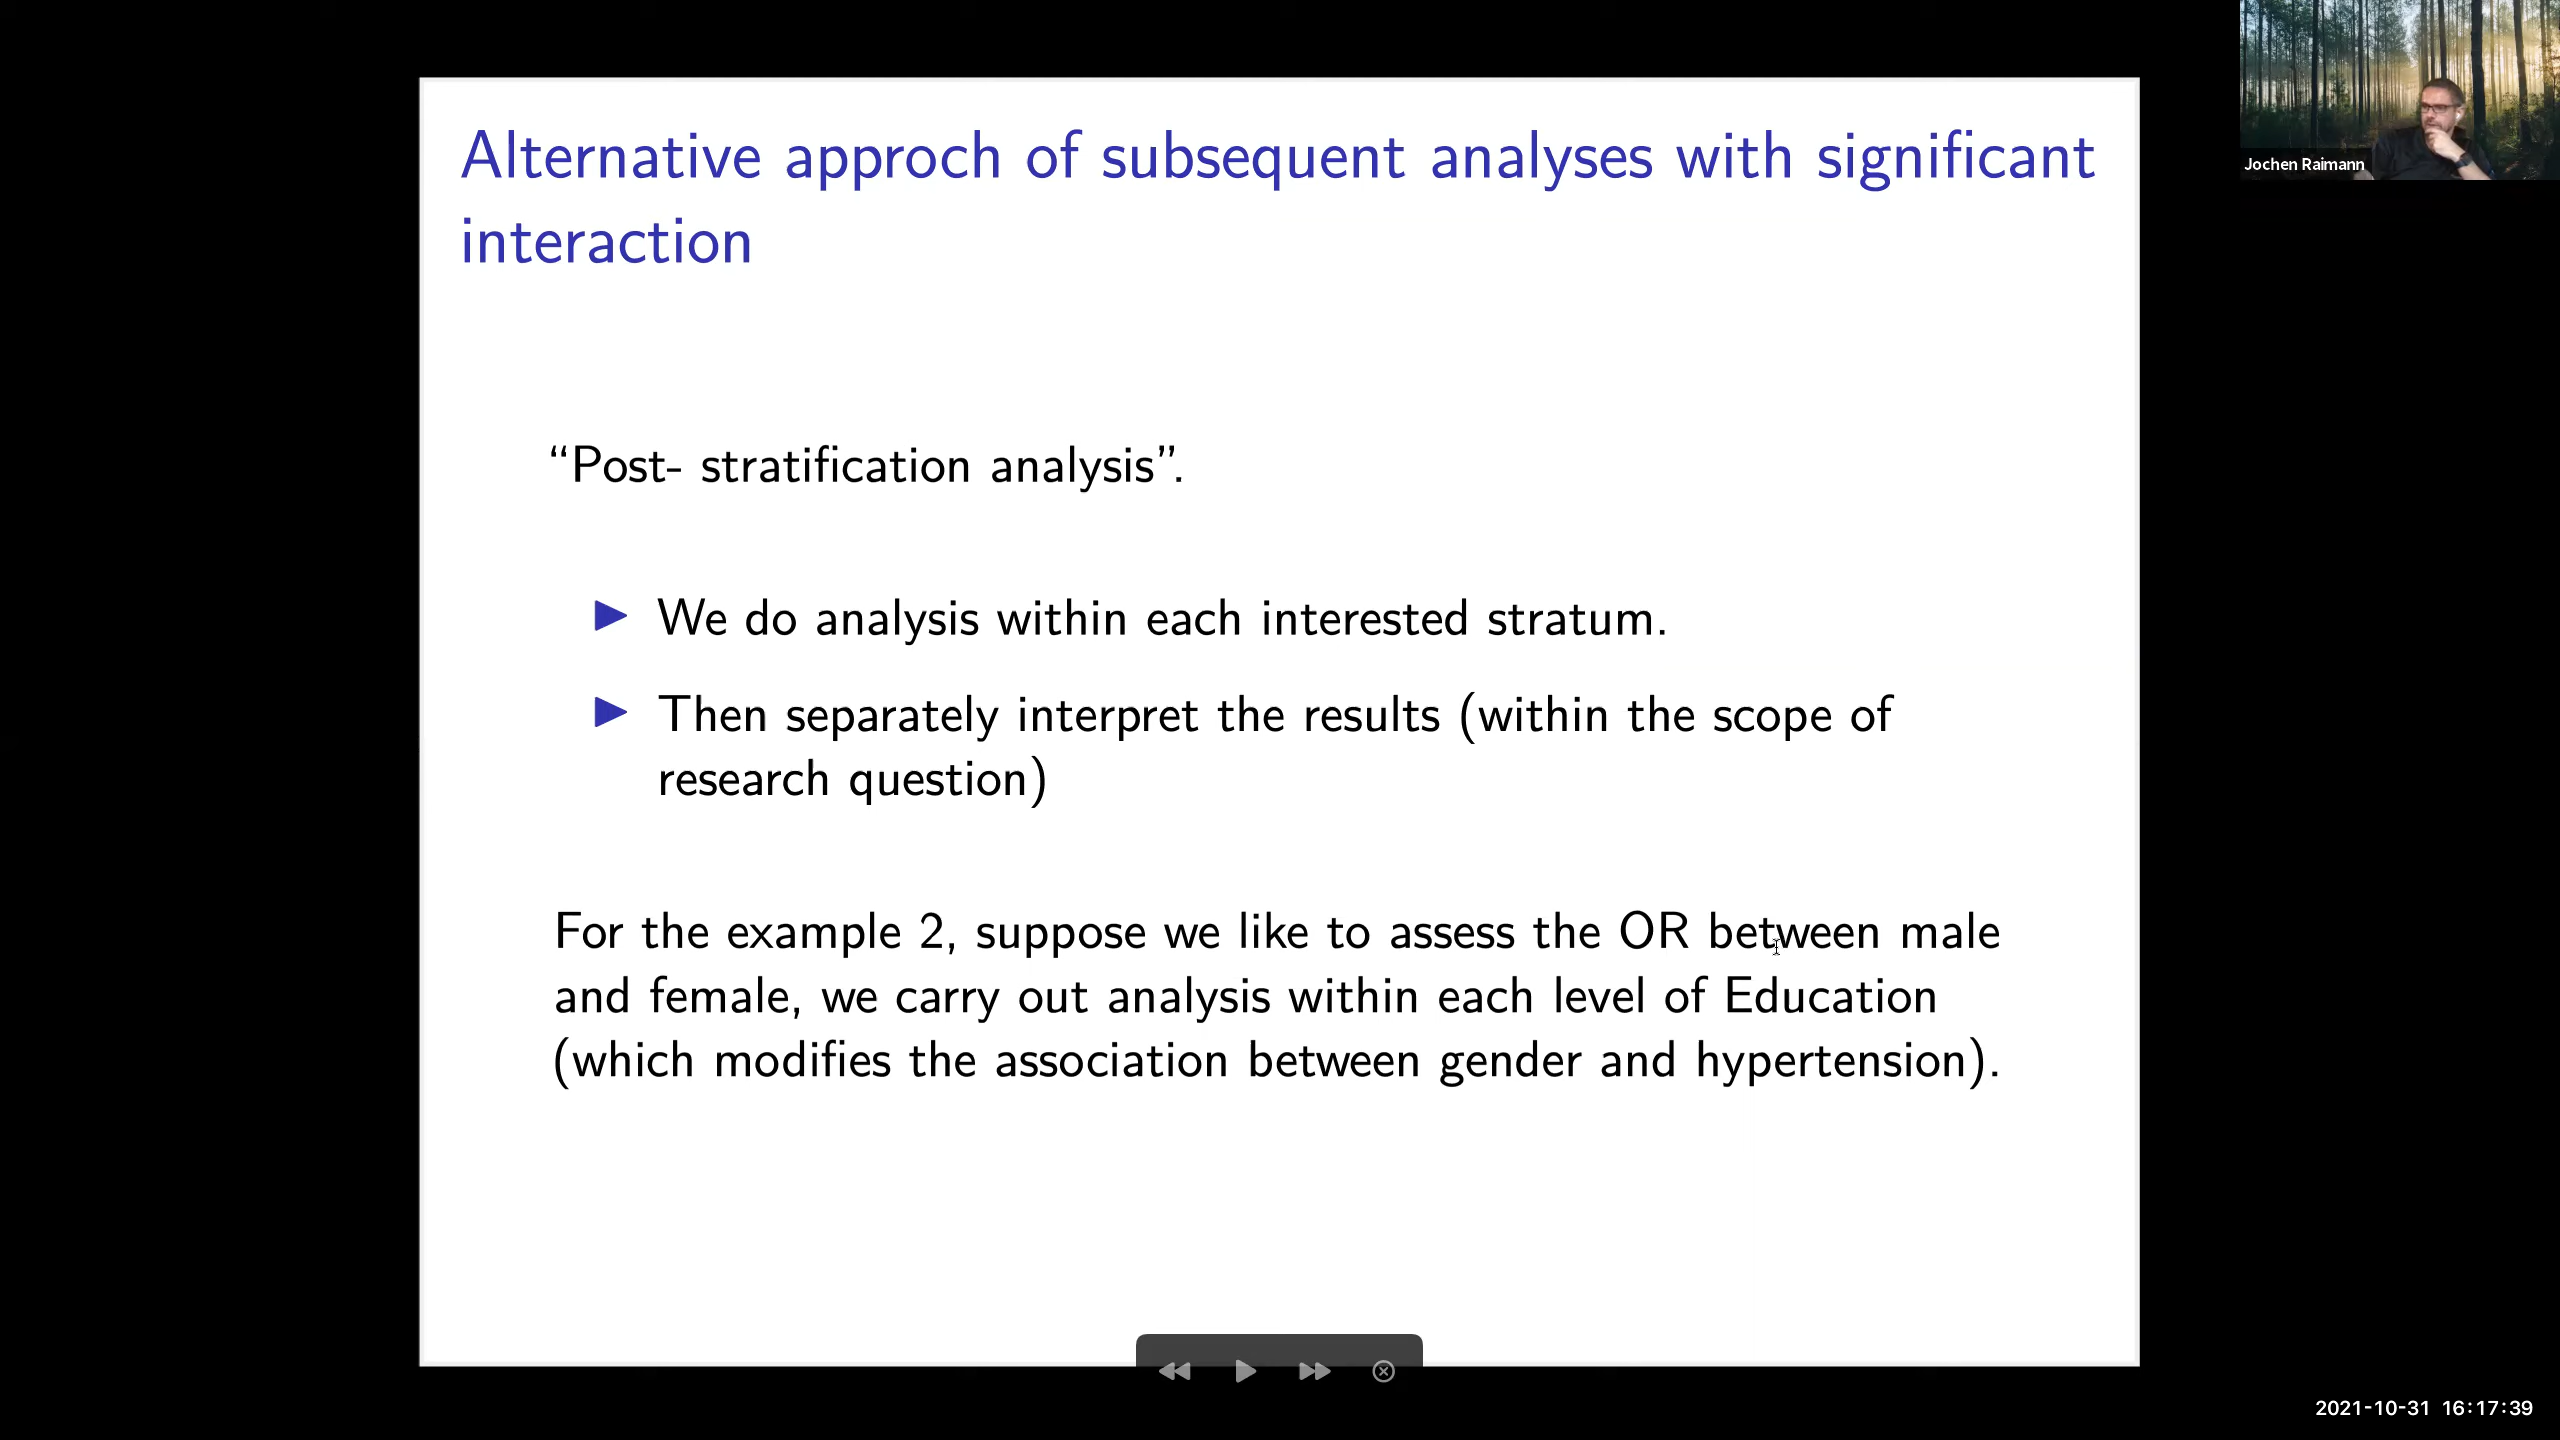 Alternative approch of subsequent analyses with significant
interaction
“Post- stratification analysis”.
We do analysis within each interested stratum.
Then separately interpret the results (within the scope of
research question)
For the example 2, suppose we like to assess the OR between male
and female, we carry out analysis within each level of Education
(which modifies the association between gender and hypertension).
Jochen Raimann
2021-10-31 16:17:39